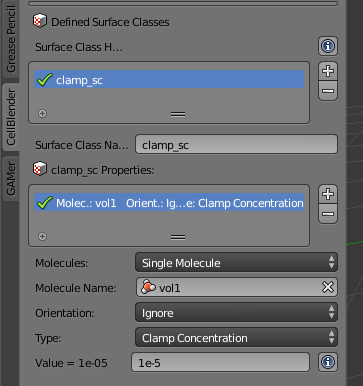 Grease Pencil
CellBlender
GAMer
Defined Surface Classes
Surface Class H...
clamp_sc
Surface Class Na... clamp_sc
clamp_sc Properties:
Molec.: vol1 Orient.: Ig...e: Clamp Concentration
Molecules: Single Molecule
Molecule Name: vol1
Orientation: Ignore
Type: Clamp Concentration
Value = 1e-05 1e-5